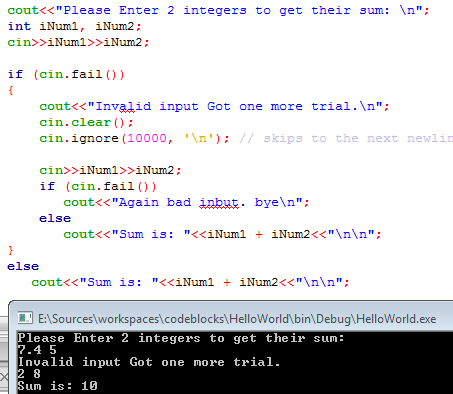 cout<<"Please Enter 2 integers to get their sum: \n";
int iNum1, iNum2;
cin>>iNum1>>iNum2;
if (cin.fail())
{
cout<<"Invalid input Got one more trial.\n";
cin.clear();
cin.ignore(10000, '\n'); // skips to the next newlin
cin>>iNum1>>iNum2;
if (cin.fail())
cout<<"Again bad inbut. bye\n";
else
cout<<"Sum is: "<<iNum1 + iNum2<<"\n\n";
}
else
cout<<"Sum is: "<<iNum1 + iNum2<<"\n\n";
E:\Sources\workspaces\codeblocks\HelloWorld\bin\Debug\HelloWorld.exe
Please Enter 2 integers to get their sum:
7.4 5
Invalid input Got one more trial.
2 8
Sum is: 10